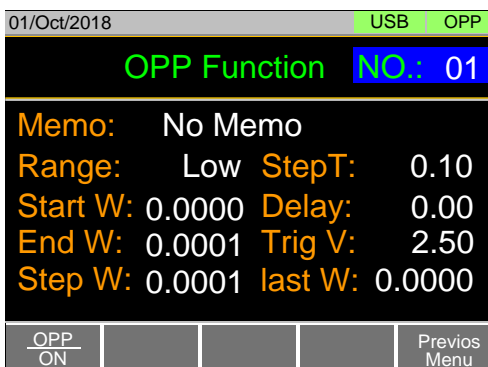 01/Oct/2018 USB OPP
OPP Function NO.: 01
Memo: No Memo
Range: Low StepT: 0.10
Start W: 0.0000 Delay: 0.00
End W: 0.0001 Trig V: 2.50
Step W: 0.0001 last W: 0.0000
OPP
ON
Previos
Menu